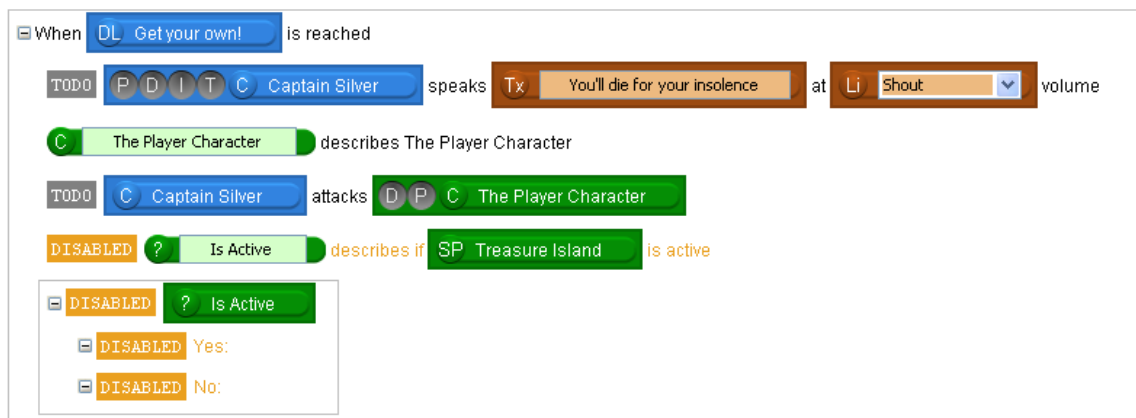 When DL Get your own! is reached
TODO P D I T C Captain Silver speaks Tx You'll die for your insolence at Li Shout volume
C The Player Character describes The Player Character
TODO C Captain Silver attacks D P C The Player Character
DISABLED ? Is Active describes if SP Treasure Island is active
DISABLED ? Is Active
DISABLED Yes:
DISABLED No: